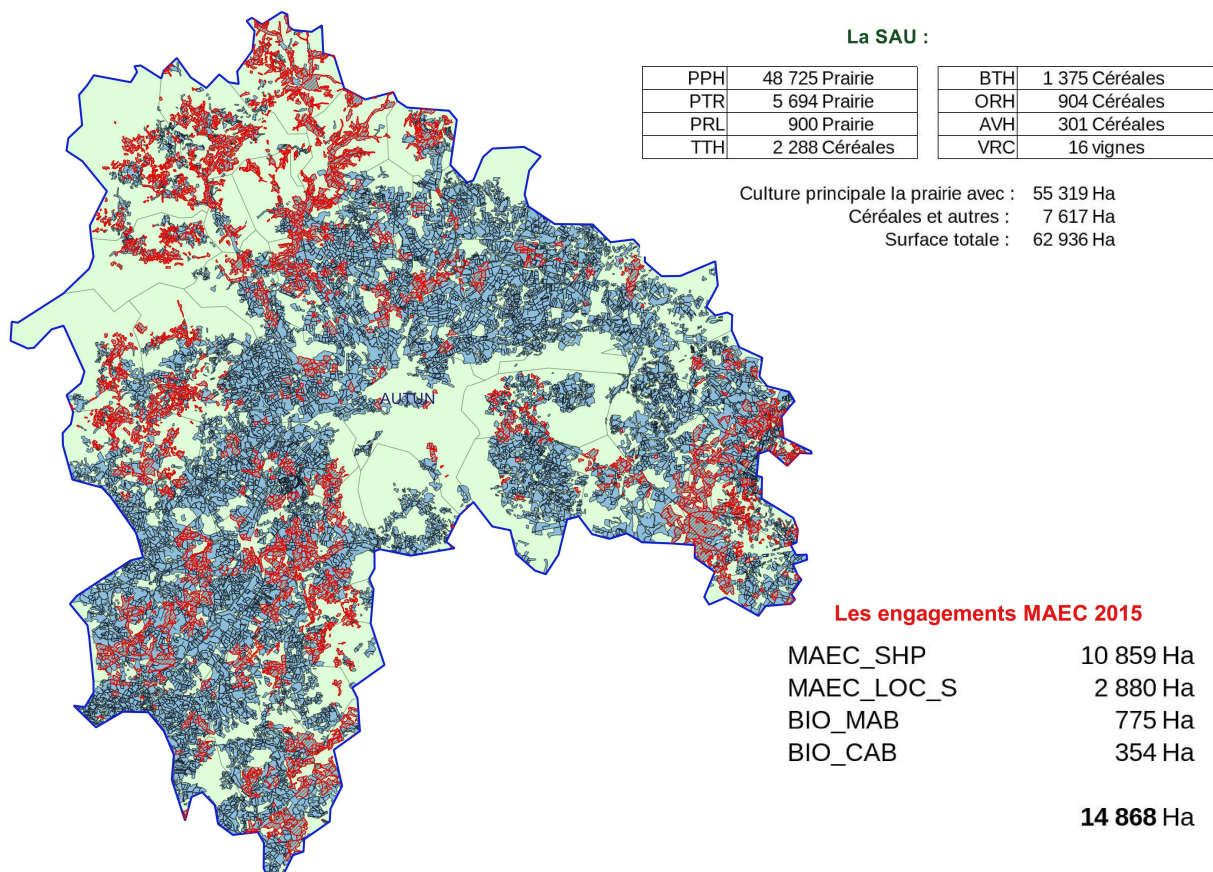 La SAU :
PPH 48 725 Prairie BTH 1 375 Céréales
PTR 5 694 Prairie ORH 904 Céréales
PRL 900 Prairie AVH 301 Céréales
TTH 2 288 Céréales VRC 16 vignes
Culture principale la prairie avec : 55 319 Ha
Céréales et autres : 7 617 Ha
Surface totale : 62 936 Ha
AUTUN
Les engagements MAEC 2015
MAEC_SHP 10 859 Ha
MAEC_LOC_S 2 880 Ha
BIO_MAB 775 Ha
BIO_CAB 354 Ha
14 868 Ha